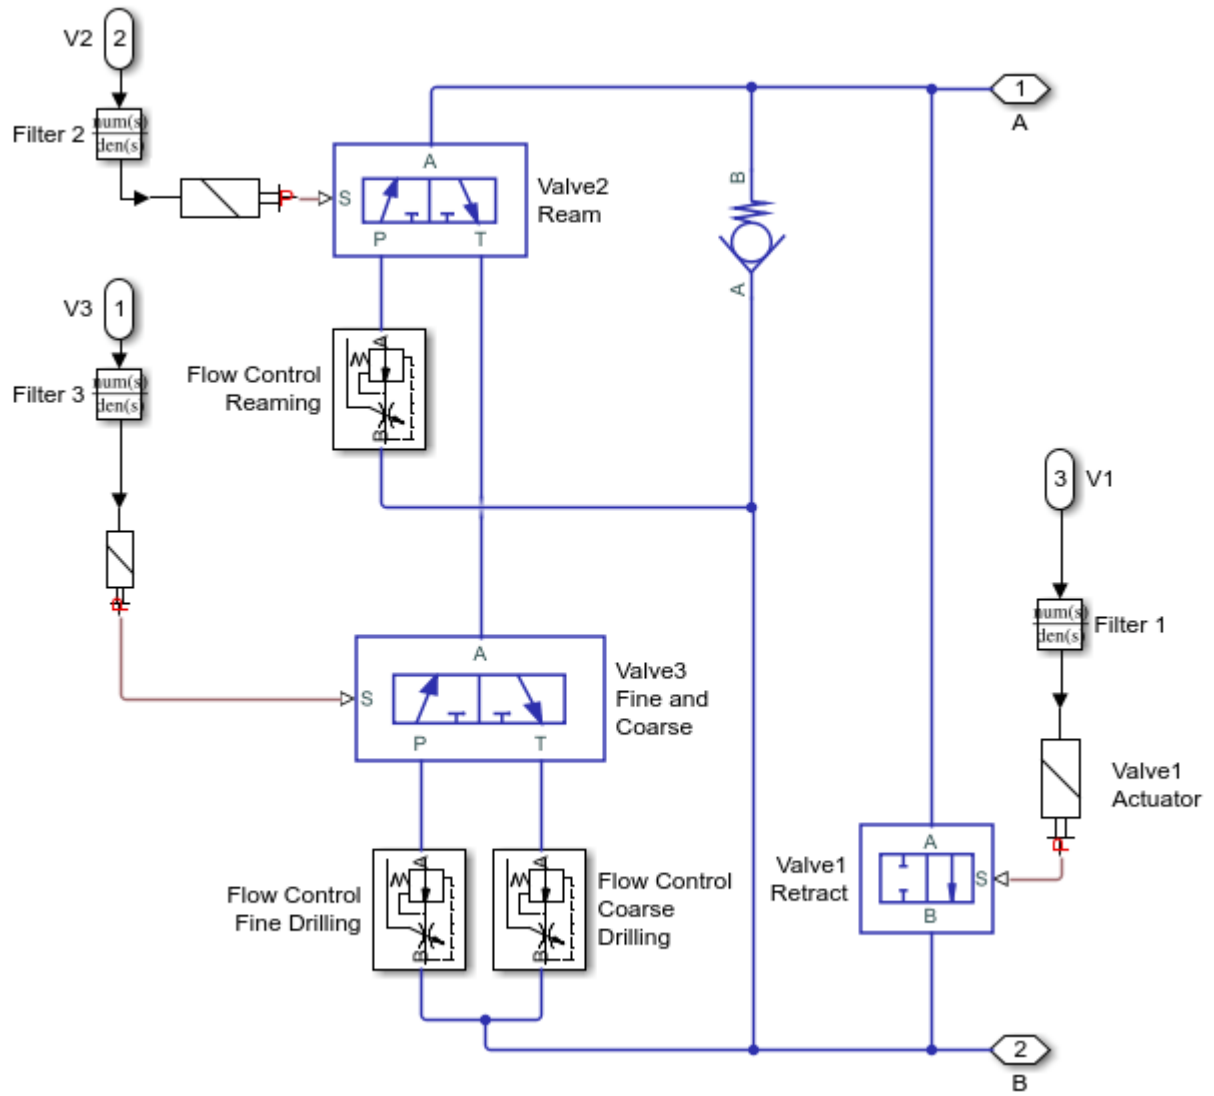 V2
2
Filter 2
num(s)
den(s)
P
S
A
P
T
Valve2
Ream
1
A
B
A
V3
1
Filter 3
num(s)
den(s)
P
Flow Control
Reaming
A
B
3
V1
num(s)
den(s)
Filter 1
S
A
P
T
Valve3
Fine and
Coarse
Valve1
Actuator
P
Valve1
Retract
A
S
B
Flow Control
Fine Drilling
A
B
A
B
Flow Control
Coarse
Drilling
2
B